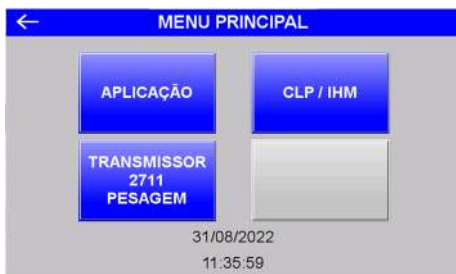 MENU PRINCIPAL
APLICAÇÃO
CLP / IHM
TRANSMISSOR
2711
PESAGEM
31/08/2022
11:35:59